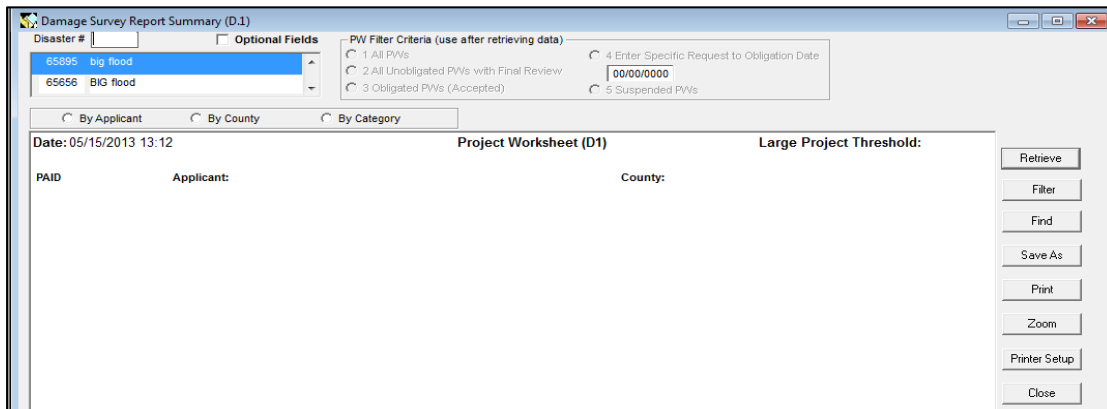 Damage Survey Report Summary (D.1)
Disaster #
Optional Fields
65895 big flood
65656 BIG flood
PW Filter Criteria (use after retrieving data)
1 All PWs
2 All Unobligated PWs with Final Review
3 Obligated PWs (Accepted)
4 Enter Specific Request to Obligation Date
00/00/0000
5 Suspended PWs
By Applicant By County By Category
Date: 05/15/2013 13:12 Project Worksheet (D1) Large Project Threshold:
PAID Applicant: County:
Retrieve
Filter
Find
Save As
Print
Zoom
Printer Setup
Close